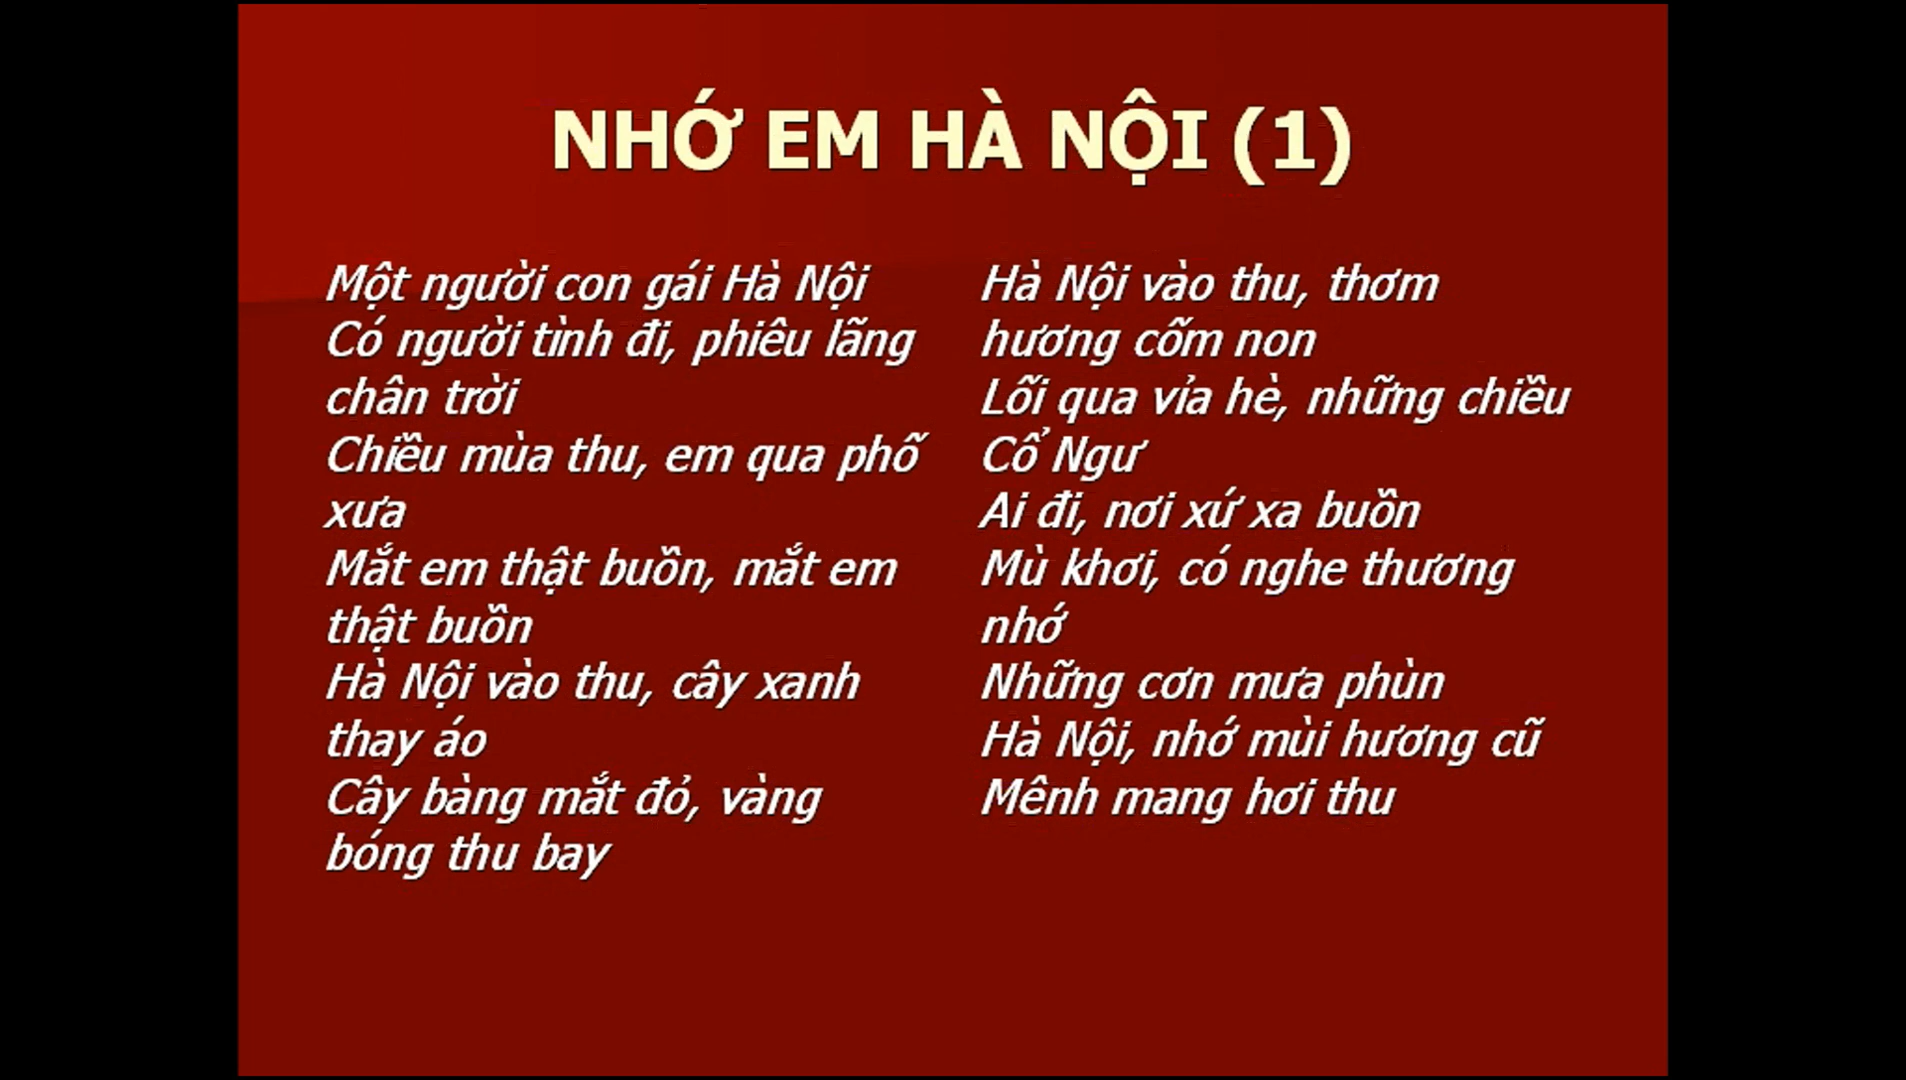 NHỚ EM HÀ NỘI (1)
Một người con gái Hà Nội
Có người tình đi, phiêu lãng
chân trời
Chiều mùa thu, em qua phỗ
xưa
Mắt em thật buồn, mắt em
thật buồn
Hà Nội vào thu, cây xanh
thay áo
Cây bàng mắt đỏ, vàng
bóng thu bay
Hà Nội vào thu, thơm
hương cỗm non
Lỗi qua vỉa hè, những chiều
Cổ Ngư
Ai đi, nơi xứ xa buồn
Mù khơi, có nghe thương
nhớ
Những cơn mưa phùn
Hà Nội, nhớ mùi hương cũ
Mênh mang hơi thu